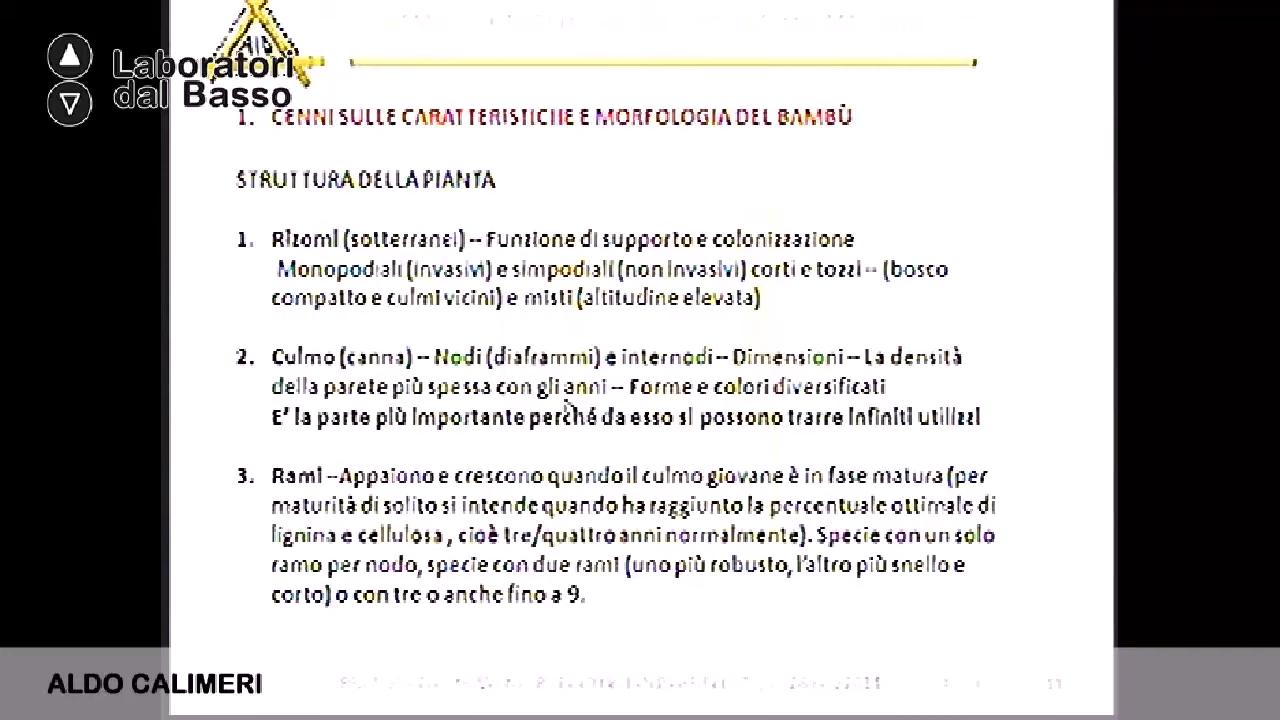 Laboratori
dal Basso
1. CENNI SULLE CARATTERISTICHE E MORFOLOGIA DEL BAMBÙ
STRUTTURA DELLA PIANTA
1. Rizomi (sotterranei) – Funzione di supporto e colonizzazione
Monopodiali (invasivi) e simpodiali (non invasivi) corti e tozzi – (bosco
compatto e culmi vicini) e misti (altitudine elevata)
2. Culmo (canna) – Nodi (diaframmi) e internodi – Dimensioni – La densità
della parete più spessa con gli anni – Forme e colori diversificati
E' la parte più importante perché da esso si possono trarre infiniti utilizzi
3. Rami –Appaiono e crescono quando il culmo giovane è in fase matura (per
maturità di solito si intende quando ha raggiunto la percentuale ottimale di
lignina e cellulosa , cioè tre/quattro anni normalmente). Specie con un solo
ramo per nodo, specie con due rami (uno più robusto, l'altro più snello e
corto) o con tre o anche fino a 9.
ALDO CALIMERI